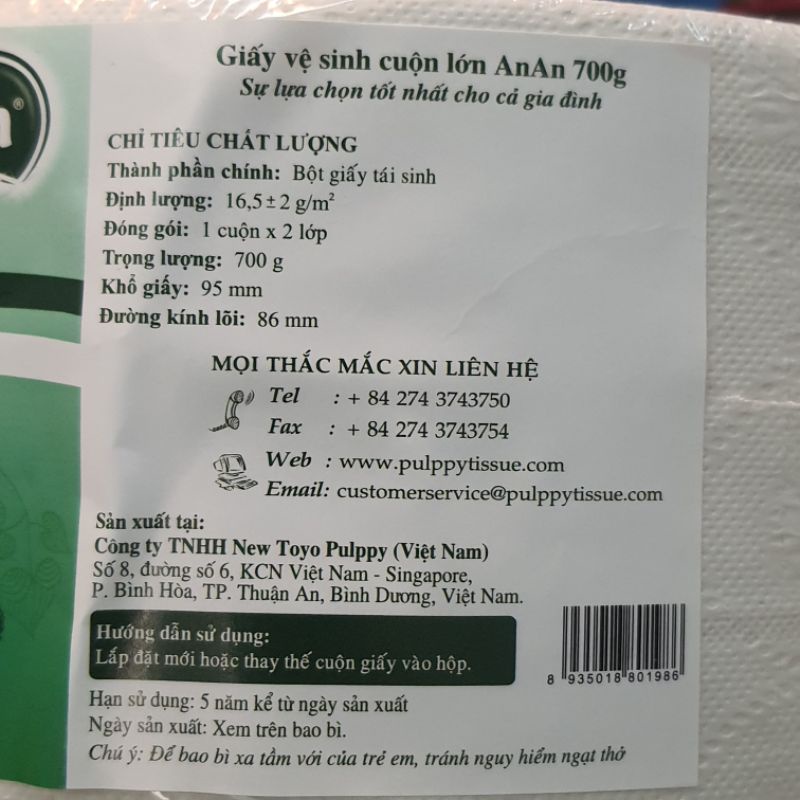 Giấy vệ sinh cuộn lớn AnAn 700g
Sự lựa chọn tốt nhất cho cả gia đình
CHỈ TIÊU CHẤT LƯỢNG
Thành phần chính: Bột giấy tái sinh
Định lượng: 16,5 ± 2 g/m²
Đóng gói: 1 cuộn x 2 lớp
Trọng lượng: 700 g
Khổ giấy: 95 mm
Đường kính lõi: 86 mm
MỌI THẮC MẮC XIN LIÊN HỆ
Tel : + 84 274 3743750
Fax : + 84 274 3743754
Web : www.pulppytissue.com
Email: customerservice@pulppytissue.com
Sản xuất tại:
Công ty TNHH New Toyo Pulppy (Việt Nam)
Số 8, đường số 6, KCN Việt Nam - Singapore,
P. Bình Hòa, TP. Thuận An, Bình Dương, Việt Nam.
Hướng dẫn sử dụng:
Lắp đặt mới hoặc thay thế cuộn giấy vào hộp.
8 935018 801986
Hạn sử dụng: 5 năm kể từ ngày sản xuất
Ngày sản xuất: Xem trên bao bì.
Chú ý: Để bao bì xa tầm với của trẻ em, tránh nguy hiểm ngạt thở